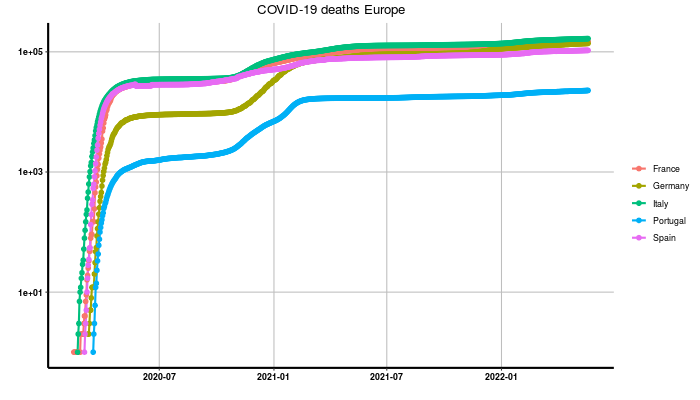 COVID-19 deaths Europe
1e+05
1e+03
1e+01
2020-07
2021-01
2021-07
2022-01
France
Germany
Italy
Portugal
Spain